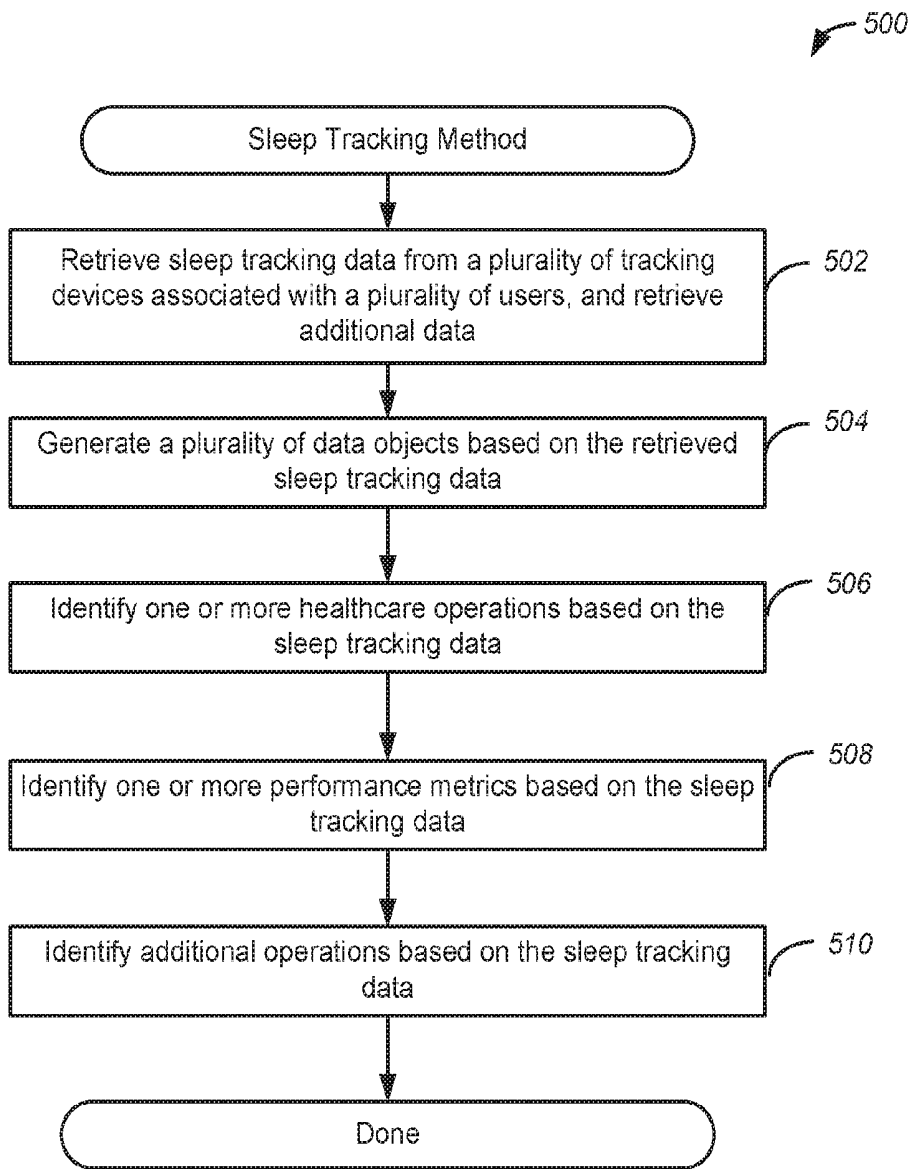 500
Sleep Tracking Method
Retrieve sleep tracking data from a plurality of tracking
devices associated with a plurality of users, and retrieve
additional data
502
Generate a plurality of data objects based on the retrieved
sleep tracking data
504
Identify one or more healthcare operations based on the
sleep tracking data
506
Identify one or more performance metrics based on the sleep
tracking data
508
Identify additional operations based on the sleep tracking
data
510
Done